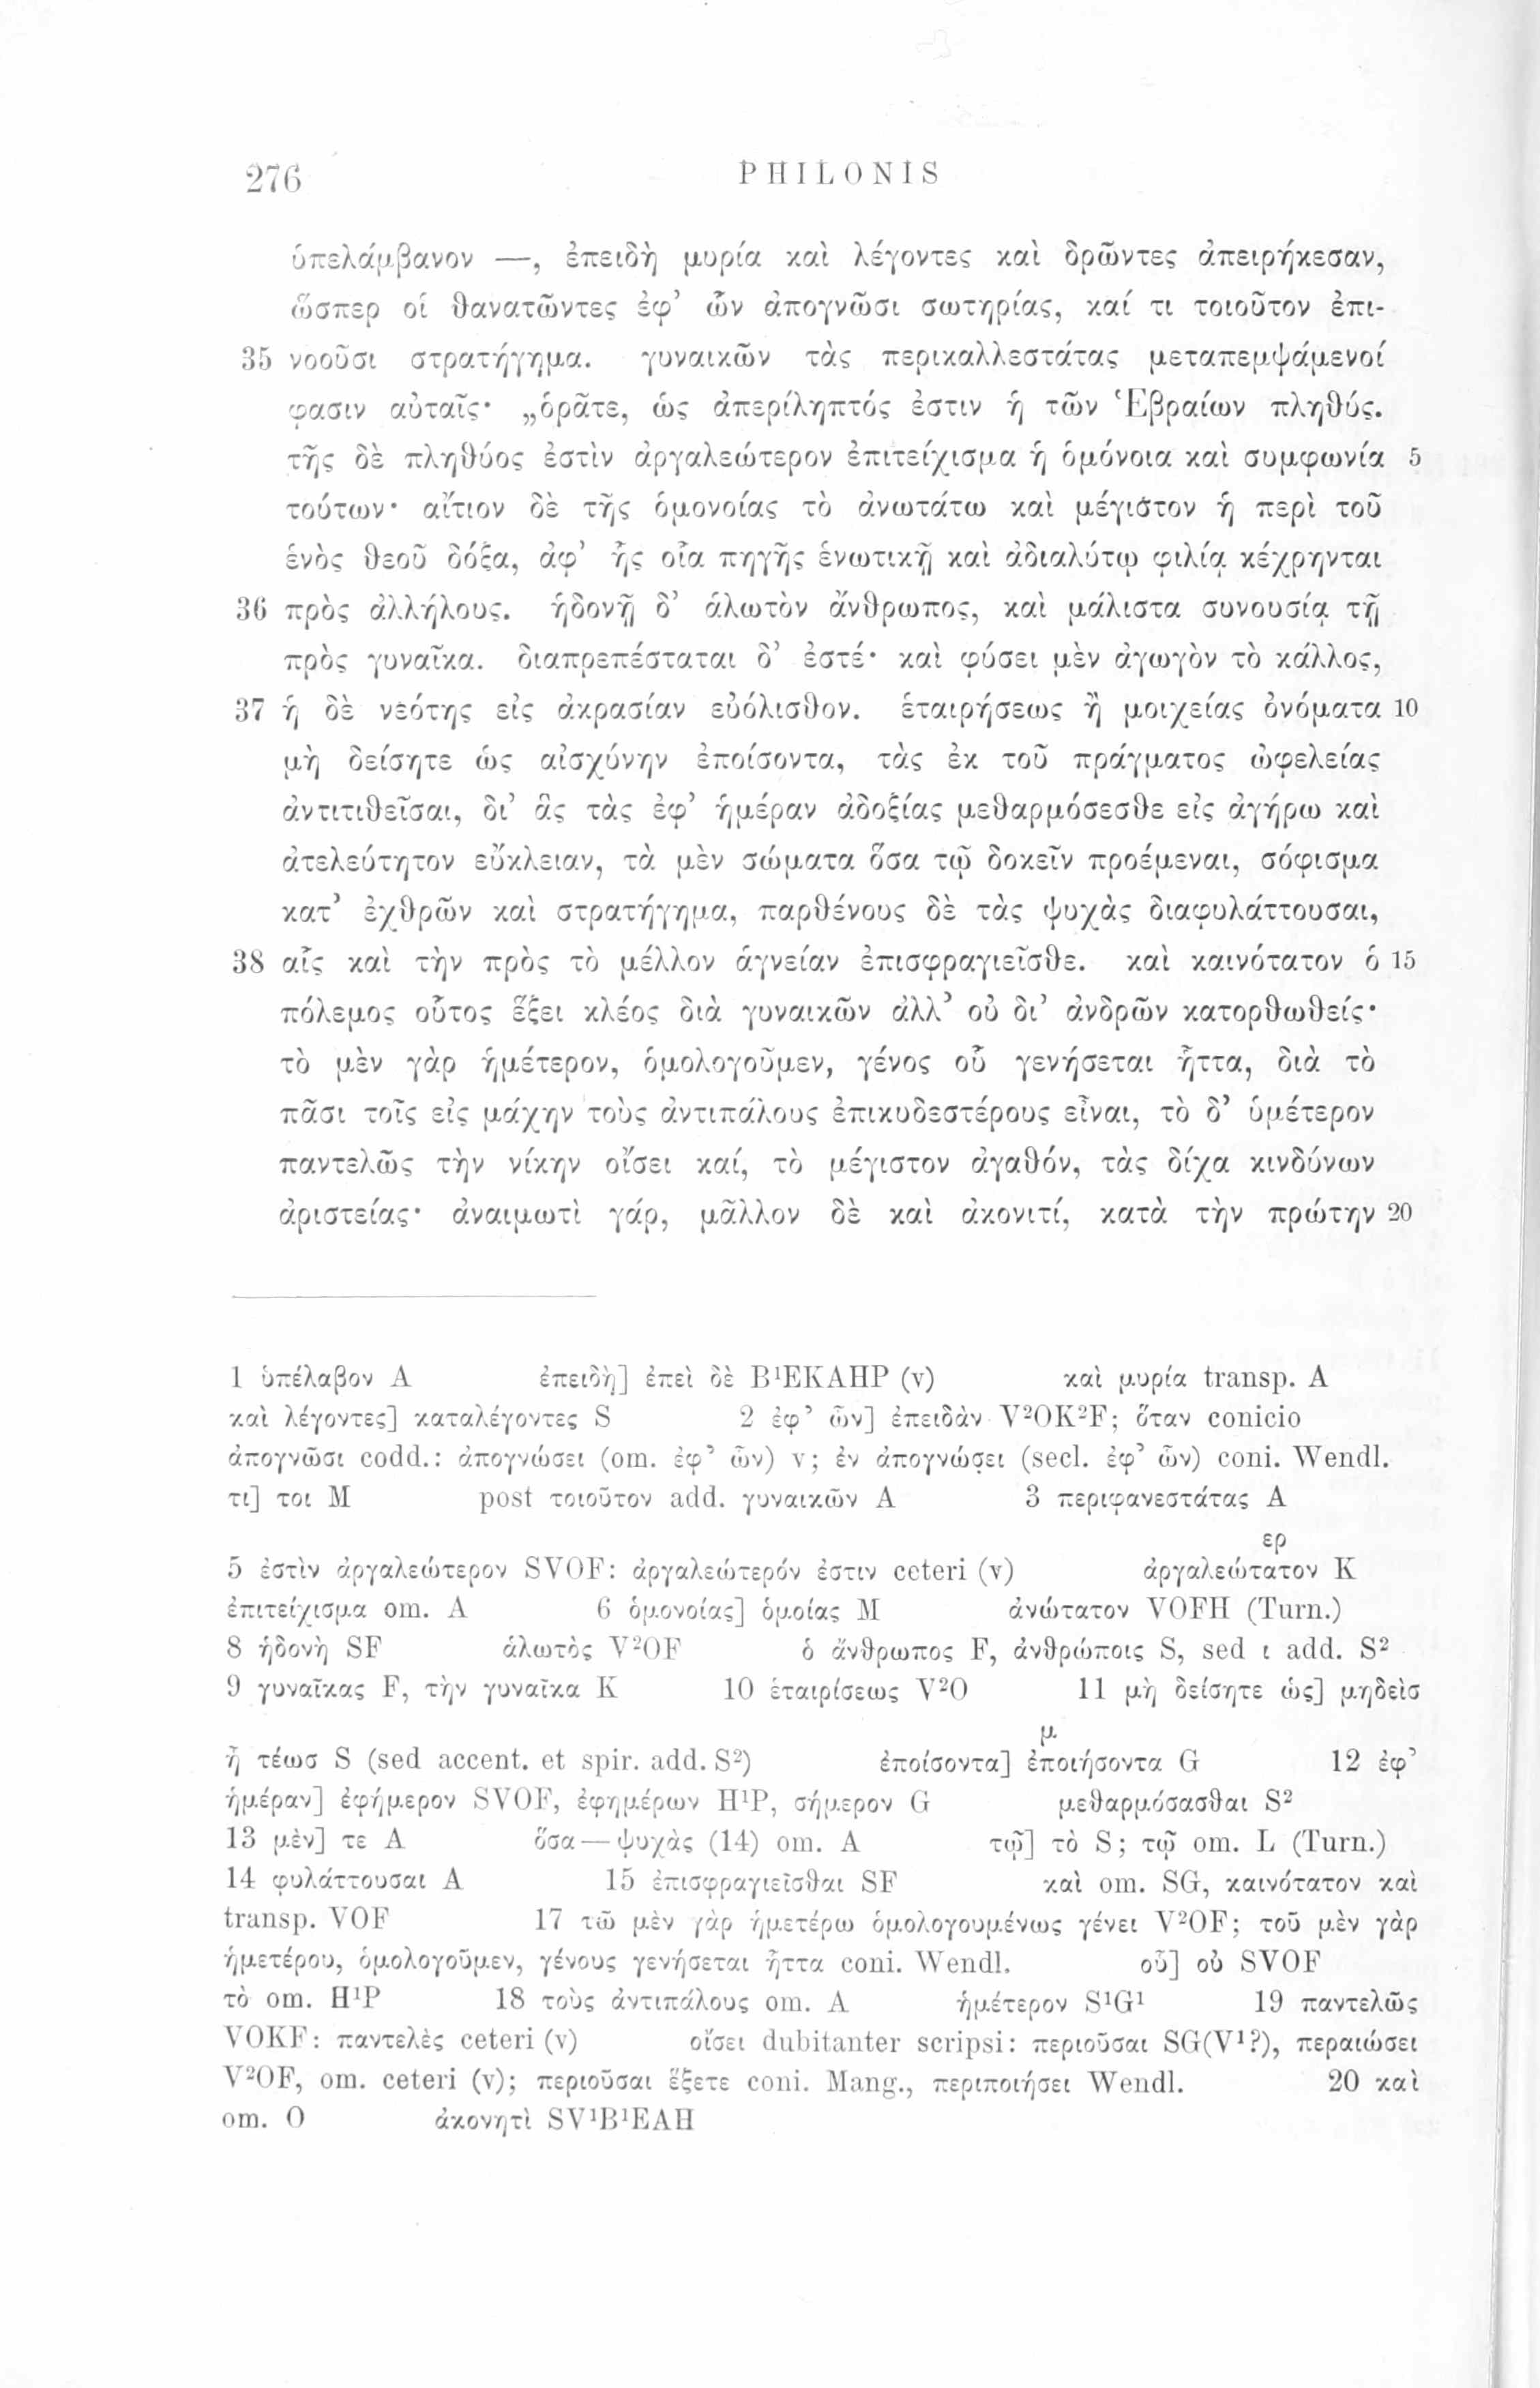 276 PHILONIS
ὑπελάμβανον —, ἐπειδὴ μυρία καὶ λέγοντες καὶ δρῶντες ἀπειρήκεσαν,
ὥσπερ οἱ θανατῶντες ἐφ’ ὧν ἀπογνῶσι σωτηρίας, καί τι τοιοῦτον ἐπι-
35 νοοῦσι στρατήγημα. γυναικῶν τὰς περικαλλεστάτας μεταπεμψάμενοί
φασιν αὐταῖς· „ὁρᾶτε, ὡς ἀπερίληπτός ἐστιν ἡ τῶν Ἑβραίων πληθύς.
τῆς δὲ πληθύος ἐστὶν ἀργαλεώτερον ἐπιτείχισμα ἡ ὁμόνοια καὶ συμφωνία 5
τούτων· αἴτιον δὲ τῆς ὁμονοίας τὸ ἀνωτάτω καὶ μέγιστον ἡ περὶ τοῦ
ἑνὸς θεοῦ δόξα, ἀφ’ ἧς οἷα πηγῆς ἑνωτικῇ καὶ ἀδιαλύτῳ φιλίᾳ κέχρηνται
36 πρὸς ἀλλήλους. ἡδονῇ δ’ ἁλωτὸν ἄνθρωπος, καὶ μάλιστα συνουσίᾳ τῇ
πρὸς γυναῖκα. διαπρεπέσταται δ’ ἐστέ· καὶ φύσει μὲν ἀγωγὸν τὸ κάλλος,
37 ἡ δὲ νεότης εἰς ἀκρασίαν εὐόλισθον. ἑταιρήσεως ἢ μοιχείας ὀνόματα 10
μὴ δείσητε ὡς αἰσχύνην ἐποίσοντα, τὰς ἐκ τοῦ πράγματος ὠφελείας
ἀντιτιθεῖσαι, δι’ ἃς τὰς ἐφ’ ἡμέραν ἀδοξίας μεθαρμόσεσθε εἰς ἀγήρω καὶ
ἀτελεύτητον εὔκλειαν, τὰ μὲν σώματα ὅσα τῷ δοκεῖν προέμεναι, σόφισμα
κατ’ ἐχθρῶν καὶ στρατήγημα, παρθένους δὲ τὰς ψυχὰς διαφυλάττουσαι,
38 αἷς καὶ τὴν πρὸς τὸ μέλλον ἁγνείαν ἐπισφραγιεῖσθε. καὶ καινότατον ὁ 15
πόλεμος οὗτος ἕξει κλέος διὰ γυναικῶν ἀλλ’ οὐ δι’ ἀνδρῶν κατορθωθείς·
τὸ μὲν γὰρ ἡμέτερον, ὁμολογοῦμεν, γένος οὗ γενήσεται ἧττα, διὰ τὸ
πᾶσι τοῖς εἰς μάχην τοὺς ἀντιπάλους ἐπικυδεστέρους εἶναι, τὸ δ’ ὑμέτερον
παντελῶς τὴν νίκην οἴσει καί, τὸ μέγιστον ἀγαθόν, τὰς δίχα κινδύνων
ἀριστείας· ἀναιμωτὶ γάρ, μᾶλλον δὲ καὶ ἀκονιτί, κατὰ τὴν πρώτην 20
1 ὑπέλαβον A ἐπειδὴ] ἐπεὶ δὲ B¹EKAHP (v) καὶ μυρία transp. A
καὶ λέγοντες] καταλέγοντες S 2 ἐφ’ ὧν] ἐπειδὰν V²OK²F; ὅταν conicio
ἀπογνῶσι codd.: ἀπογνώσει (om. ἐφ’ ὧν) v; ἐν ἀπογνώσει (secl. ἐφ’ ὧν) coni. Wendl.
τι] τοι M post τοιοῦτον add. γυναικῶν A 3 περιφανεστάτας A
ερ
5 ἐστὶν ἀργαλεώτερον SVOF: ἀργαλεώτερόν ἐστιν ceteri (v) ἀργαλεώτατον K
ἐπιτείχισμα om. A 6 ὁμονοίας] ὁμοίας M ἀνώτατον VOFH (Turn.)
8 ἡδονὴ SF ἁλωτὸς V²OF ὁ ἄνθρωπος F, ἀνθρώποις S, sed ι add. S²
9 γυναῖκας F, τὴν γυναῖκα K 10 ἑταιρίσεως V²O 11 μὴ δείσητε ὡς] μηδεὶσ
μ
ἢ τέωσ S (sed accent. et spir. add. S²) ἐποίσοντα] ἐποιήσοντα G 12 ἐφ’
ἡμέραν] ἐφήμερον SVOF, ἐφημέρων H¹P, σήμερον G μεθαρμόσασθαι S²
13 μὲν] τε A ὅσα—ψυχὰς (14) om. A τῷ] τὸ S; τῷ om. L (Turn.)
14 φυλάττουσαι A 15 ἐπισφραγιεῖσθαι SF καὶ om. SG, καινότατον καὶ
transp. VOF 17 τῶ μὲν γὰρ ἡμετέρω ὁμολογουμένως γένει V²OF; τοῦ μὲν γὰρ
ἡμετέρου, ὁμολογοῦμεν, γένους γενήσεται ἧττα coni. Wendl. οὗ] οὐ SVOF
τὸ om. H¹P 18 τοὺς ἀντιπάλους om. A ἡμέτερον S¹G¹ 19 παντελῶς
VOKF: παντελὲς ceteri (v) οἴσει dubitanter scripsi: περιοῦσαι SG(V¹?), περαιώσει
V²OF, om. ceteri (v); περιοῦσαι ἕξετε coni. Mang., περιποιήσει Wendl. 20 καὶ
om. O ἀκονητὶ SV¹B¹EAH